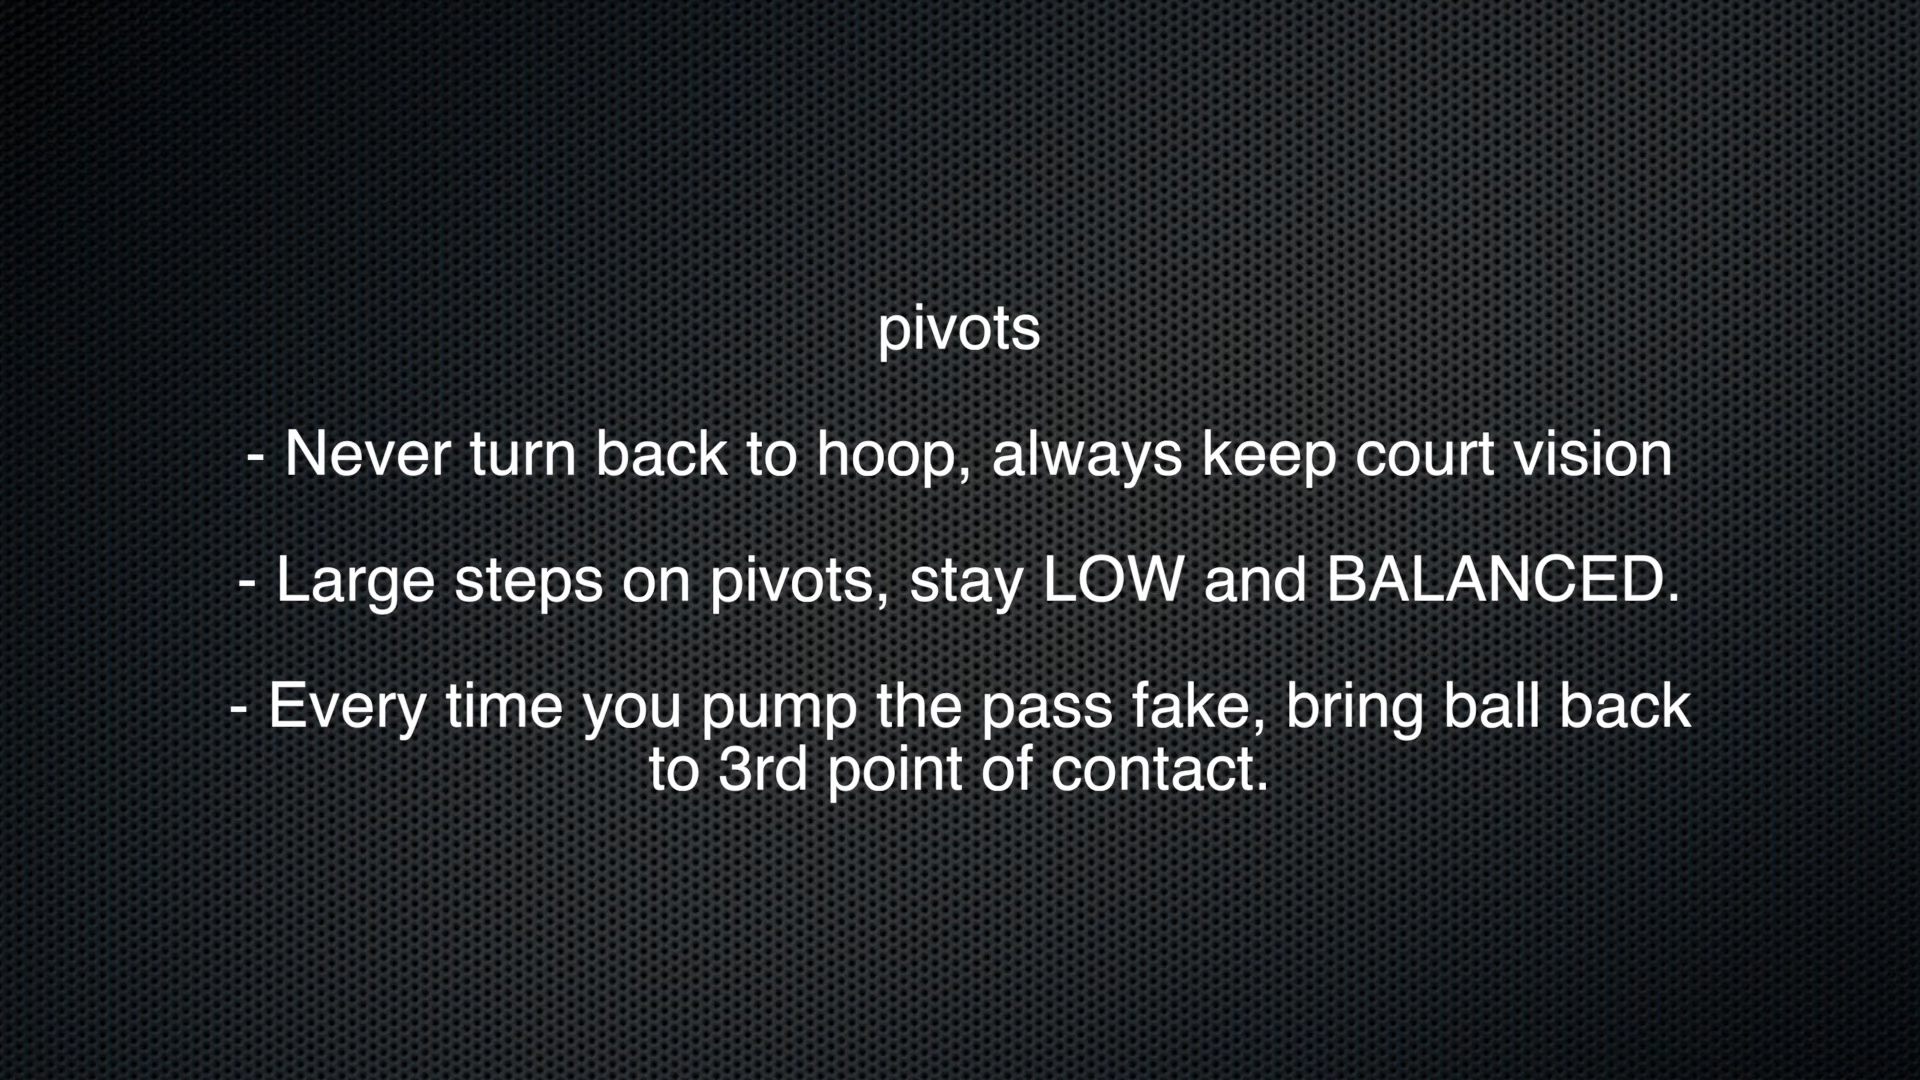 pivots
- Never turn back to hoop, always keep court vision
- Large steps on pivots, stay LOW and BALANCED.
- Every time you pump the pass fake, bring ball back
to 3rd point of contact.